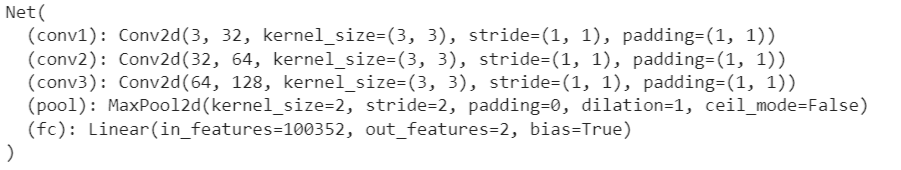 Net(
  (conv1): Conv2d(3, 32, kernel_size=(3, 3), stride=(1, 1), padding=(1, 1))
  (conv2): Conv2d(32, 64, kernel_size=(3, 3), stride=(1, 1), padding=(1, 1))
  (conv3): Conv2d(64, 128, kernel_size=(3, 3), stride=(1, 1), padding=(1, 1))
  (pool): MaxPool2d(kernel_size=2, stride=2, padding=0, dilation=1, ceil_mode=False)
  (fc): Linear(in_features=100352, out_features=2, bias=True)
)